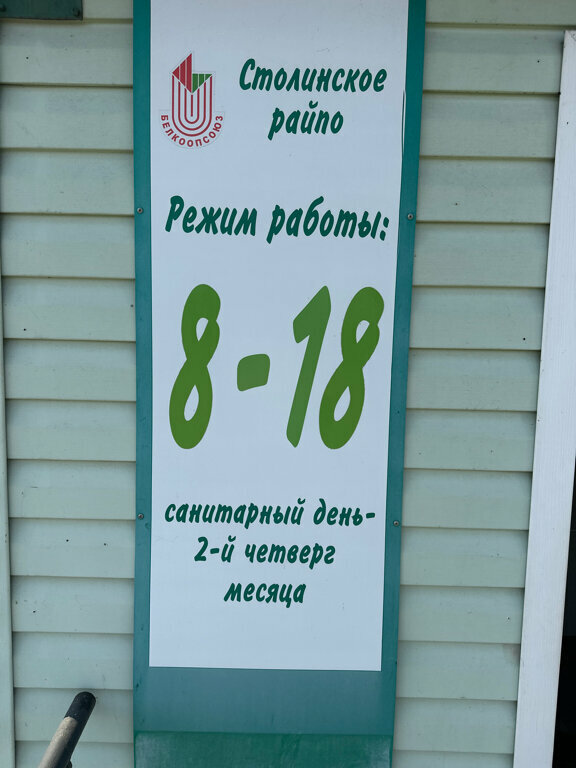 Столинское
райпо
БЕЛКООПСОЮЗ
Режим работы:
8-18
санитарный день-
2-й четверг
месяца